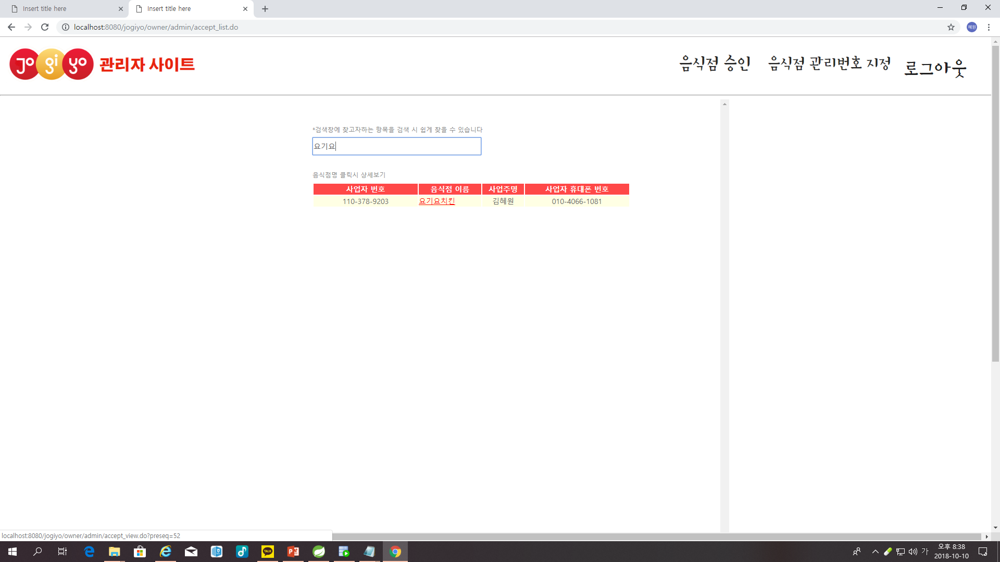 Insert title here
Insert title here
localhost:8080/jogiyo/owner/admin/accept_list.do
혜원
Jo gi yo 관리자 사이트
음식점 승인
음식점 관리번호 지정
로그아웃
*검색창에 찾고자하는 항목을 검색 시 쉽게 찾을 수 있습니다
요기요
음식점명 클릭시 상세보기
사업자 번호 음식점 이름 사업주명 사업자 휴대폰 번호
110-378-9203 요기요치킨 김혜원 010-4066-1081
localhost:8080/jogiyo/owner/admin/accept_view.do?preseq=52
TALK
가
오후 8:38
2018-10-10